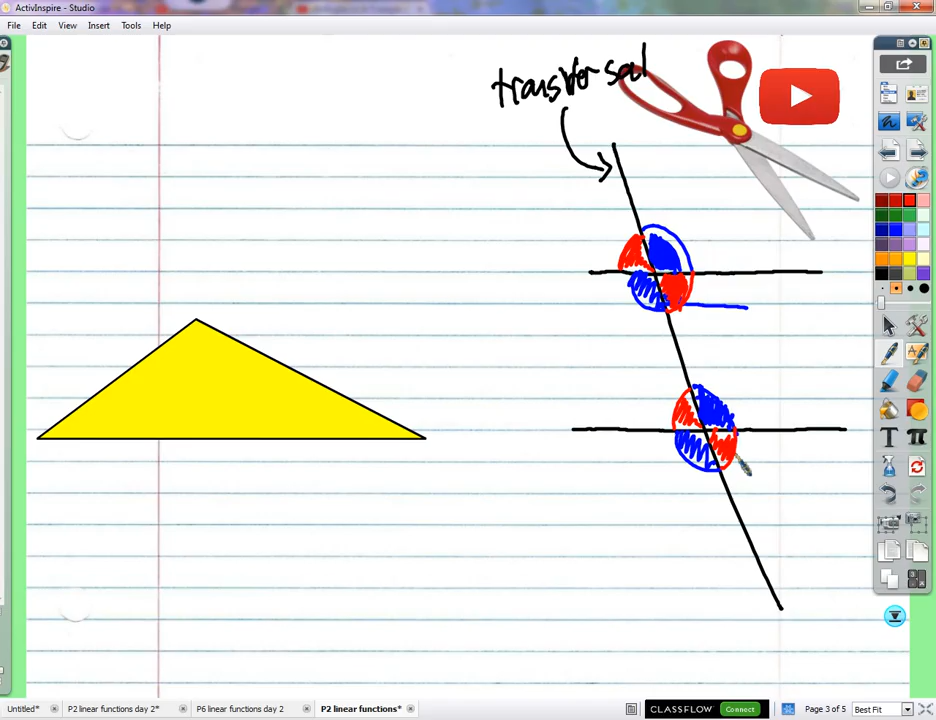 ActivInspire - Studio
File Edit View Insert Tools Help
transversal
Untitled* P2 linear functions day 2* P6 linear functions day 2 P2 linear functions* CLASSFLOW Connect Page 3 of 5 Best Fit